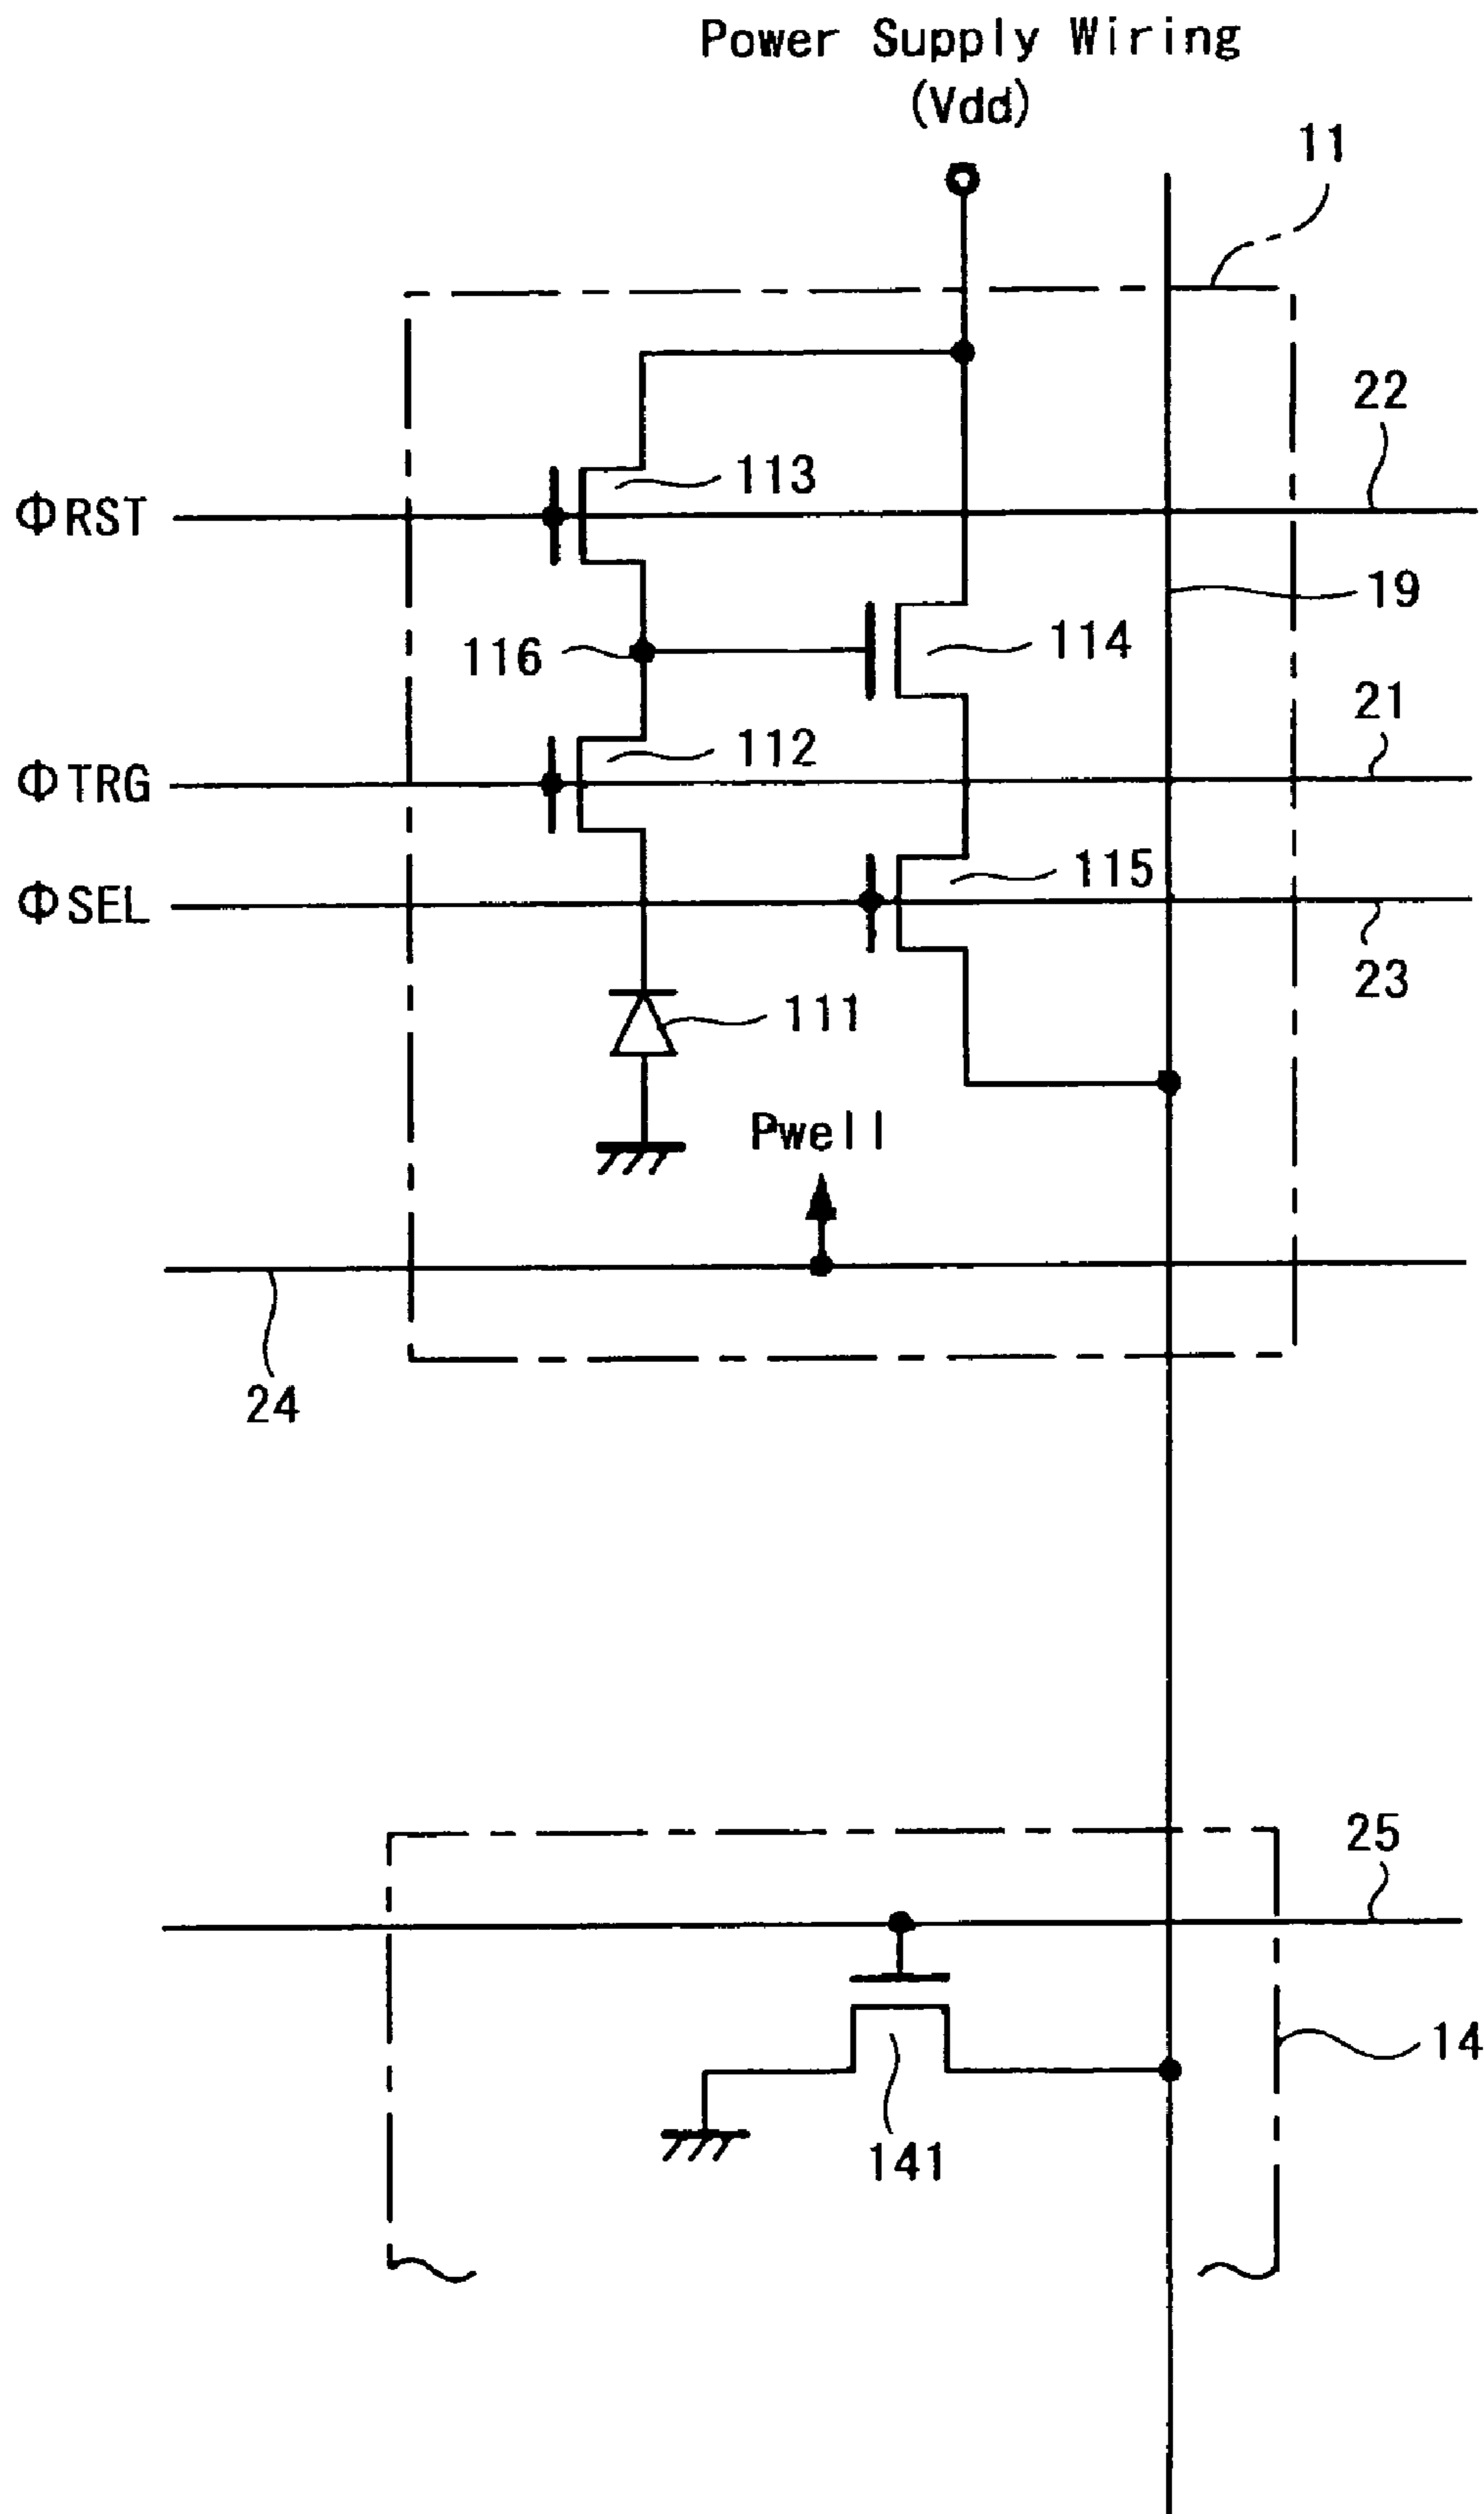 Power Supply Wiring
(Vdd)
11
22
113
ΦRST
19
114
116
21
112
ΦTRG
115
ΦSEL
23
111
Pwell
24
25
14
141